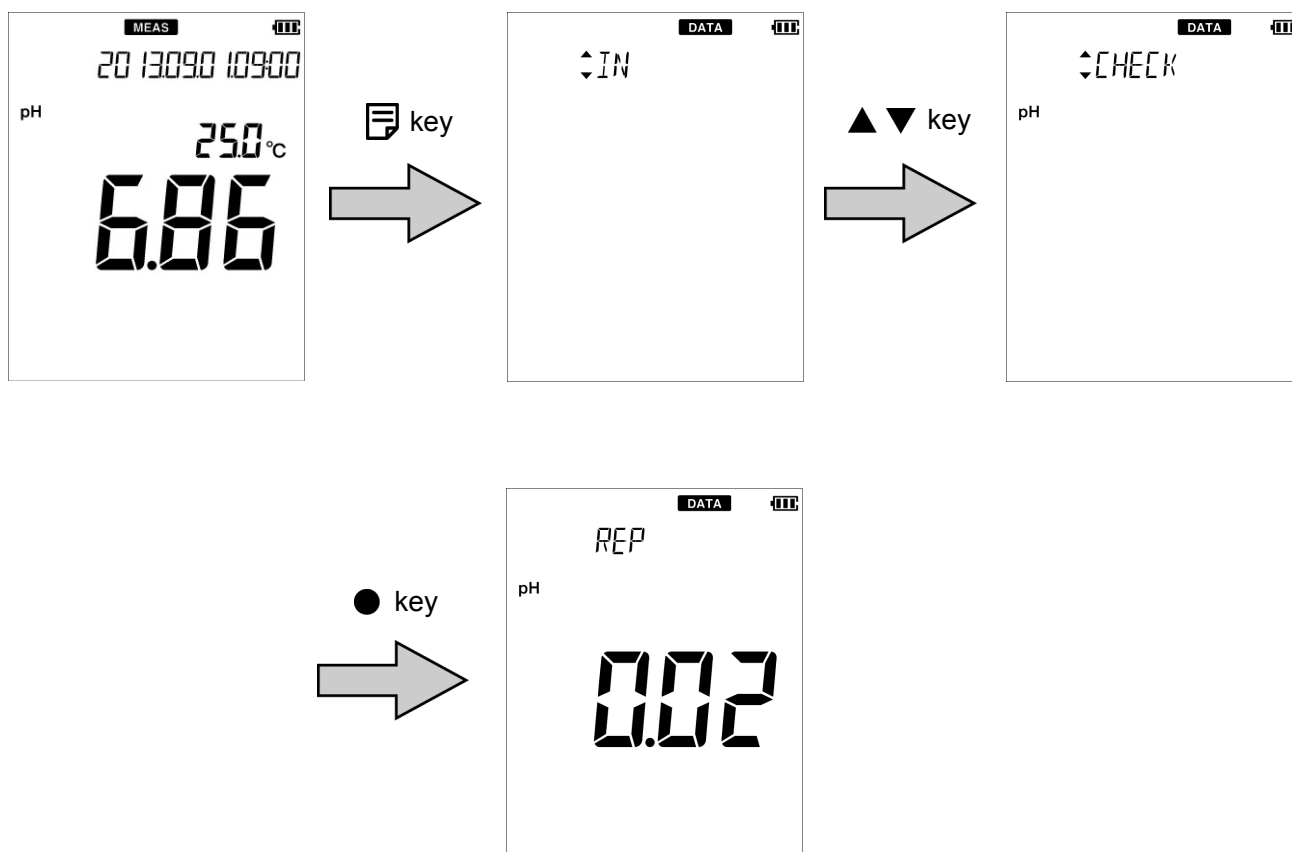 MEAS
2013.09.01.09:00
pH
25.0 °C
6.86
key
DATA
IN
▲ ▼ key
DATA
CHECK
pH
● key
DATA
REP
pH
0.02